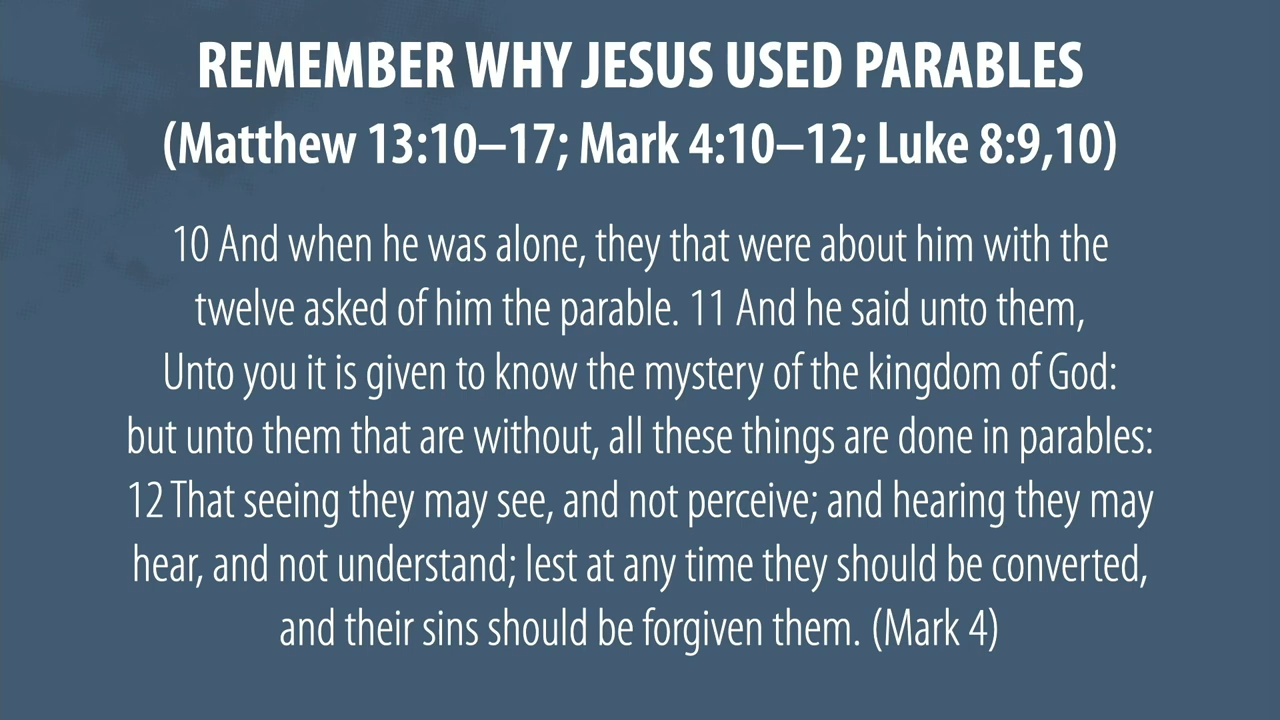 REMEMBER WHY JESUS USED PARABLES
(Matthew 13:10–17; Mark 4:10–12; Luke 8:9,10)
10 And when he was alone, they that were about him with the
twelve asked of him the parable. 11 And he said unto them,
Unto you it is given to know the mystery of the kingdom of God:
but unto them that are without, all these things are done in parables:
12 That seeing they may see, and not perceive; and hearing they may
hear, and not understand; lest at any time they should be converted,
and their sins should be forgiven them. (Mark 4)